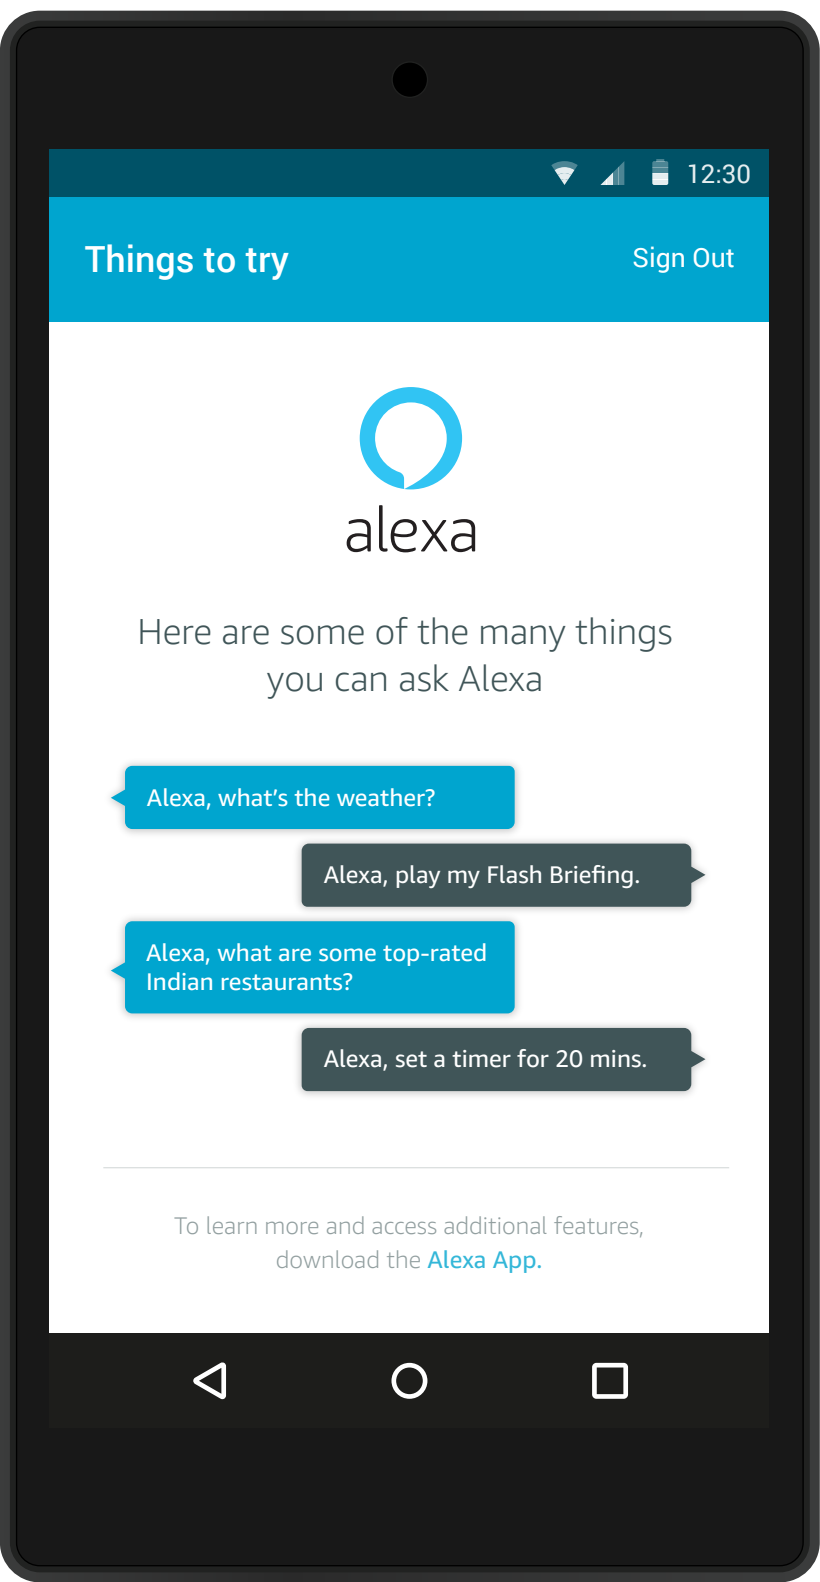 12:30
Things to try
Sign Out
alexa
Here are some of the many things
you can ask Alexa
Alexa, what's the weather?
Alexa, play my Flash Briefing.
Alexa, what are some top-rated
Indian restaurants?
Alexa, set a timer for 20 mins.
To learn more and access additional features,
download the Alexa App.